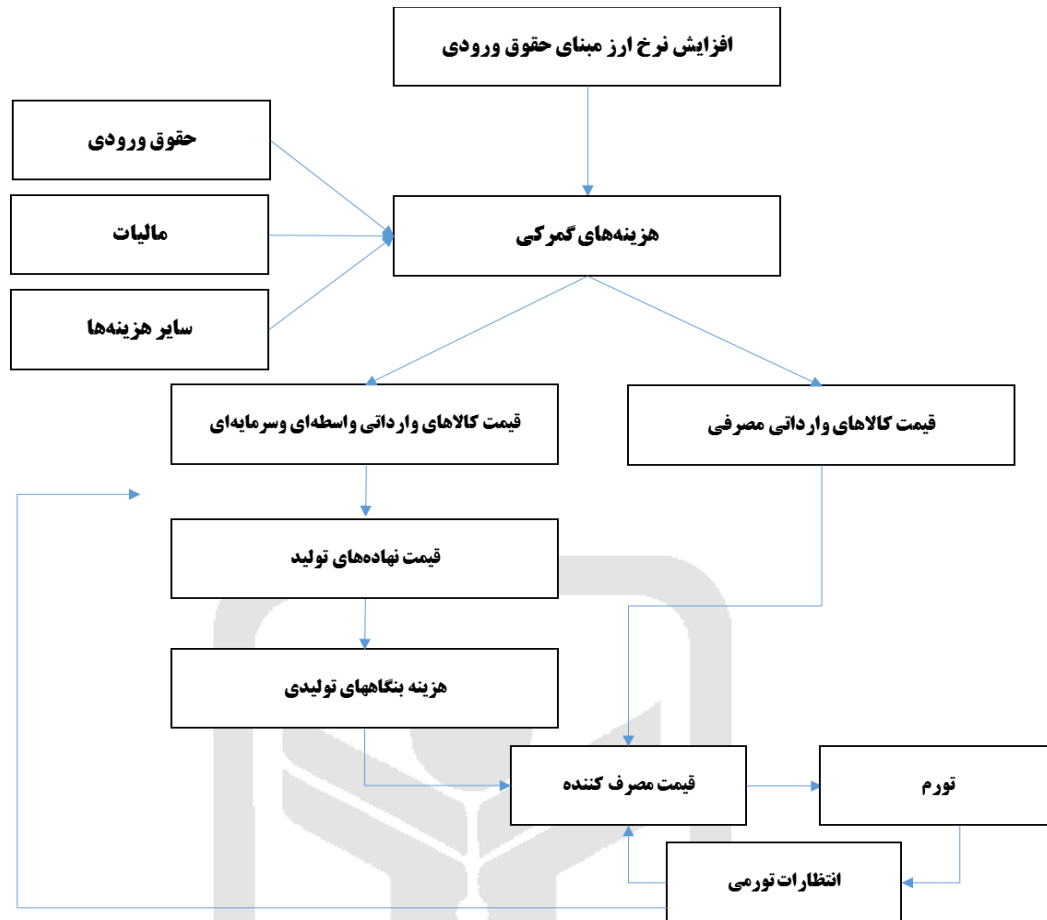 افزایش نرخ ارز مبنای حقوق ورودی
حقوق ورودی
مالیات
هزینه‌های گمرکی
سایر هزینه‌ها
قیمت کالاهای وارداتی مصرفی
قیمت کالاهای وارداتی واسطه‌ای وسرمایه‌ای
قیمت نهاده‌های تولید
هزینه بنگاههای تولیدی
قیمت مصرف کننده
تورم
انتظارات تورمی